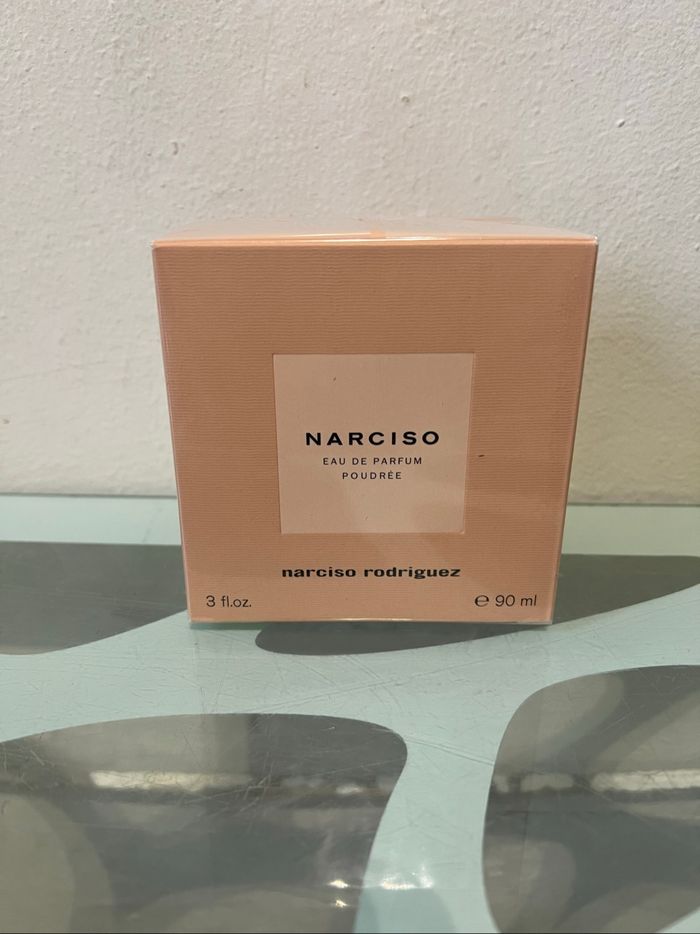 NARCISO
EAU DE PARFUM
POUDRÉE
narciso rodriguez
3 fl.oz. ℮ 90 ml